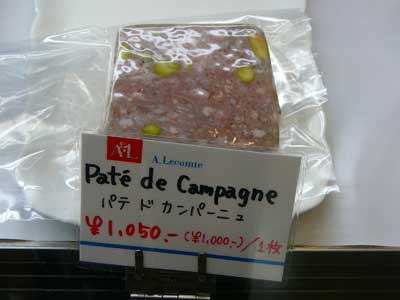 A.L
A.Lecomte
Paté de Campagne
パテ ド カンパーニュ
¥1,050.-(¥1,000-)/1枚